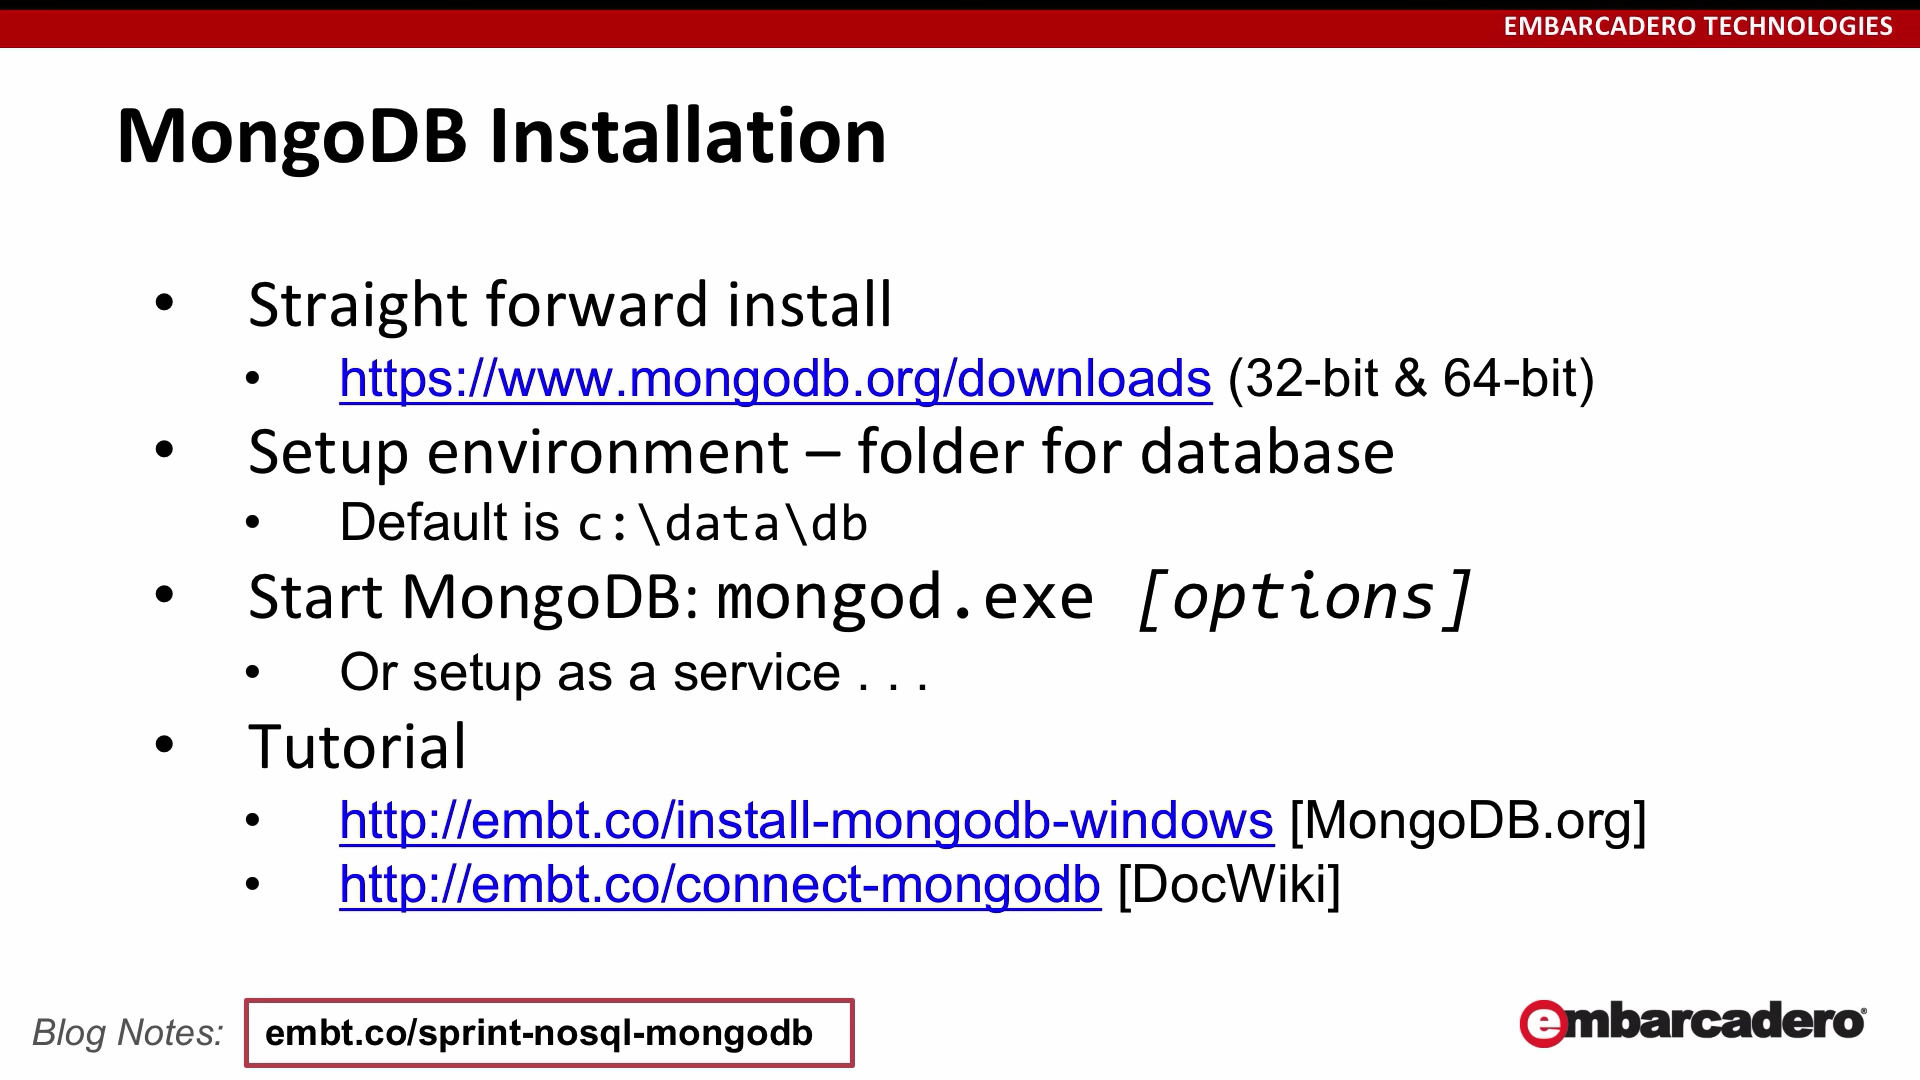 EMBARCADERO TECHNOLOGIES
MongoDB Installation
• Straight forward install
• https://www.mongodb.org/downloads (32-bit & 64-bit)
• Setup environment – folder for database
• Default is c:\data\db
• Start MongoDB: mongod.exe [options]
• Or setup as a service . . .
• Tutorial
• http://embt.co/install-mongodb-windows [MongoDB.org]
• http://embt.co/connect-mongodb [DocWiki]
Blog Notes: embt.co/sprint-nosql-mongodb
embarcadero®